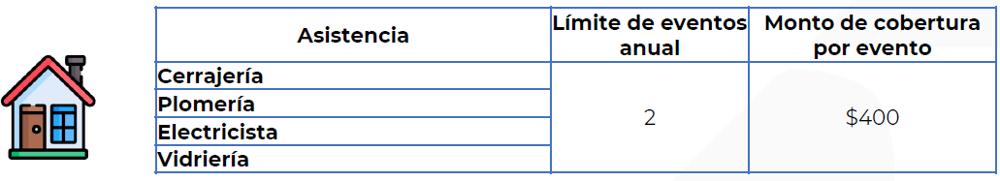 Asistencia
Límite de eventos
anual
Monto de cobertura
por evento
Cerrajería
Plomería
Electricista
Vidriería
2
$400